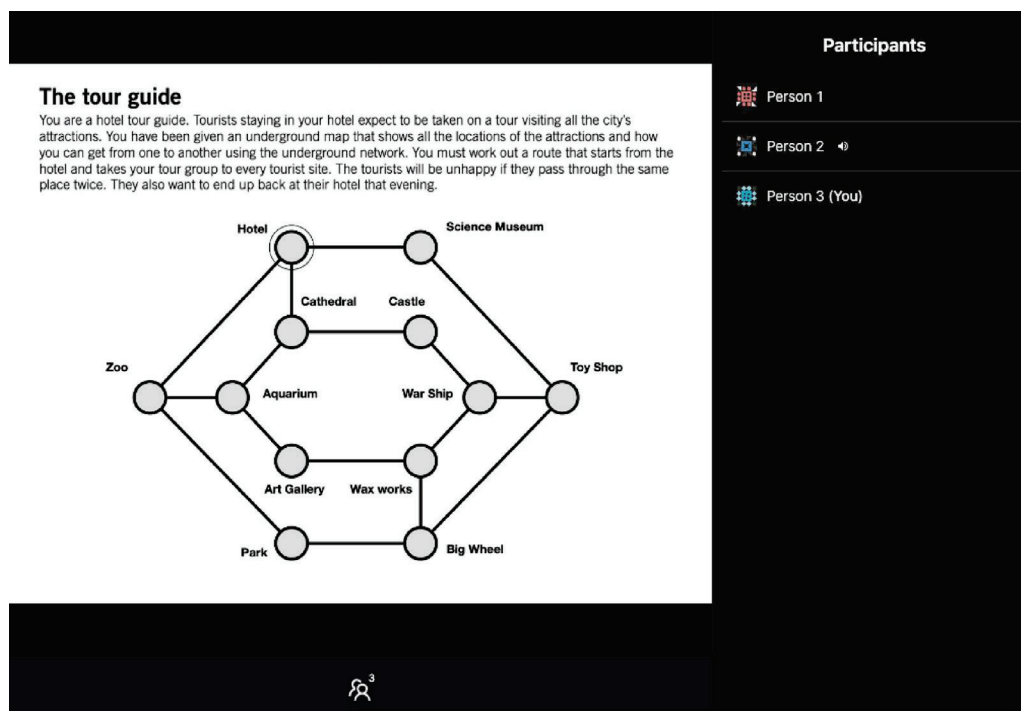 Participants
Person 1
Person 2
Person 3 (You)
The tour guide
You are a hotel tour guide. Tourists staying in your hotel expect to be taken on a tour visiting all the city's
attractions. You have been given an underground map that shows all the locations of the attractions and how
you can get from one to another using the underground network. You must work out a route that starts from the
hotel and takes your tour group to every tourist site. The tourists will be unhappy if they pass through the same
place twice. They also want to end up back at their hotel that evening.
Hotel
Science Museum
Cathedral
Castle
Zoo
Toy Shop
Aquarium
War Ship
Art Gallery
Wax works
Park
Big Wheel
3